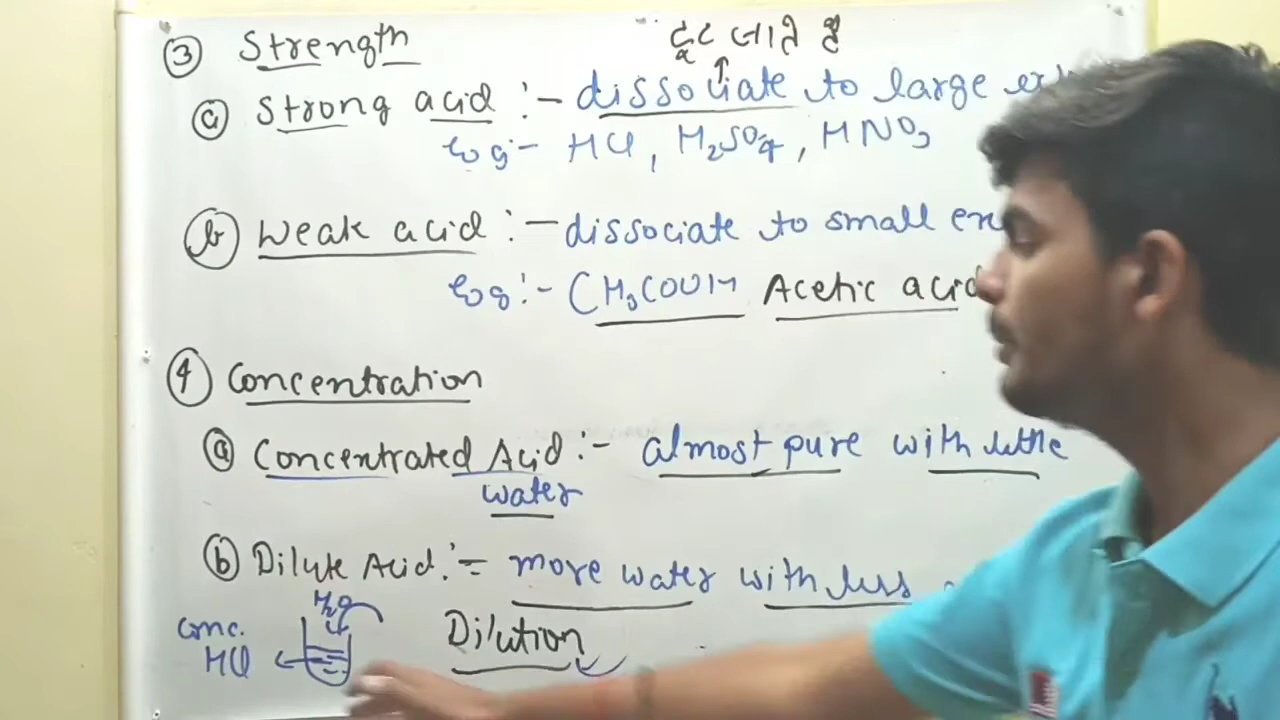 टूट जाते हैं
③ Strength
ⓐ Strong acid :- dissociate to large
Eg:- HCl, H₂SO₄, HNO₃
ⓑ Weak acid :- dissociate to small
Eg:- CH₃COOH Acetic acid
④ Concentration
ⓐ Concentrated Acid :- almost pure with little
water
ⓑ Dilute Acid :- more water with less
H₂O
Conc. Dilution
HCl